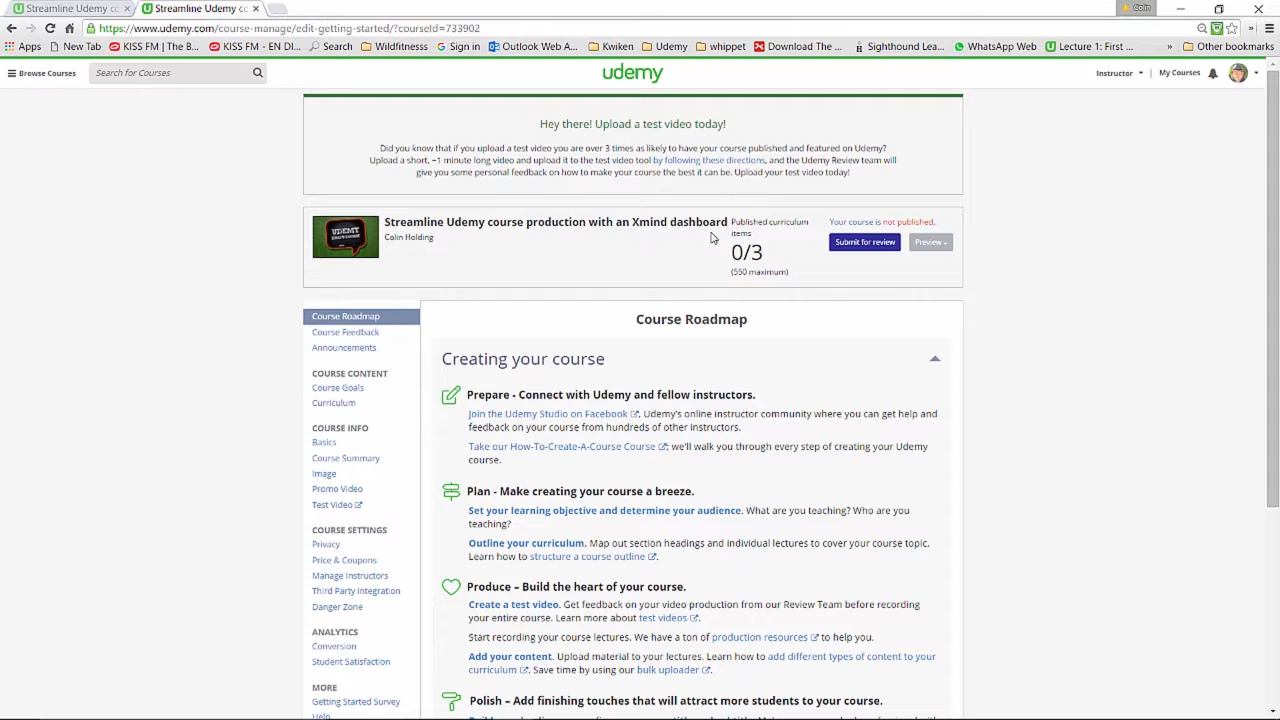 Streamline Udemy co
Streamline Udemy co
Colin
https://www.udemy.com/course-manage/edit-getting-started/?courseId=733902
Apps
New Tab
KISS FM | The B...
KISS FM - EN DI...
Search
Wildfitnesss
Sign in
Outlook Web A...
Kwiken
Udemy
whippet
Download The ...
Sighthound Lea...
WhatsApp Web
Lecture 1: First ...
»
Other bookmarks
Browse Courses
Search for Courses
udemy
Instructor
My Courses
Hey there! Upload a test video today!
Did you know that if you upload a test video you are over 3 times as likely to have your course published and featured on Udemy?
Upload a short, ~1 minute long video and upload it to the test video tool by following these directions, and the Udemy Review team will
give you some personal feedback on how to make your course the best it can be. Upload your test video today!
UDEMY
Streamline Udemy course production with an Xmind dashboard
Colin Holding
Published curriculum
items
0/3
(550 maximum)
Your course is not published.
Submit for review
Preview
Course Roadmap
Course Feedback
Announcements
COURSE CONTENT
Course Goals
Curriculum
COURSE INFO
Basics
Course Summary
Image
Promo Video
Test Video
COURSE SETTINGS
Privacy
Price & Coupons
Manage Instructors
Third Party Integration
Danger Zone
ANALYTICS
Conversion
Student Satisfaction
MORE
Getting Started Survey
Help
Course Roadmap
Creating your course
Prepare - Connect with Udemy and fellow instructors.
Join the Udemy Studio on Facebook, Udemy's online instructor community where you can get help and
feedback on your course from hundreds of other instructors.
Take our How-To-Create-A-Course Course; we'll walk you through every step of creating your Udemy
course.
Plan - Make creating your course a breeze.
Set your learning objective and determine your audience. What are you teaching? Who are you
teaching?
Outline your curriculum. Map out section headings and individual lectures to cover your course topic.
Learn how to structure a course outline.
Produce – Build the heart of your course.
Create a test video. Get feedback on your video production from our Review Team before recording
your entire course. Learn more about test videos.
Start recording your course lectures. We have a ton of production resources to help you.
Add your content. Upload material to your lectures. Learn how to add different types of content to your
curriculum. Save time by using our bulk uploader.
Polish – Add finishing touches that will attract more students to your course.